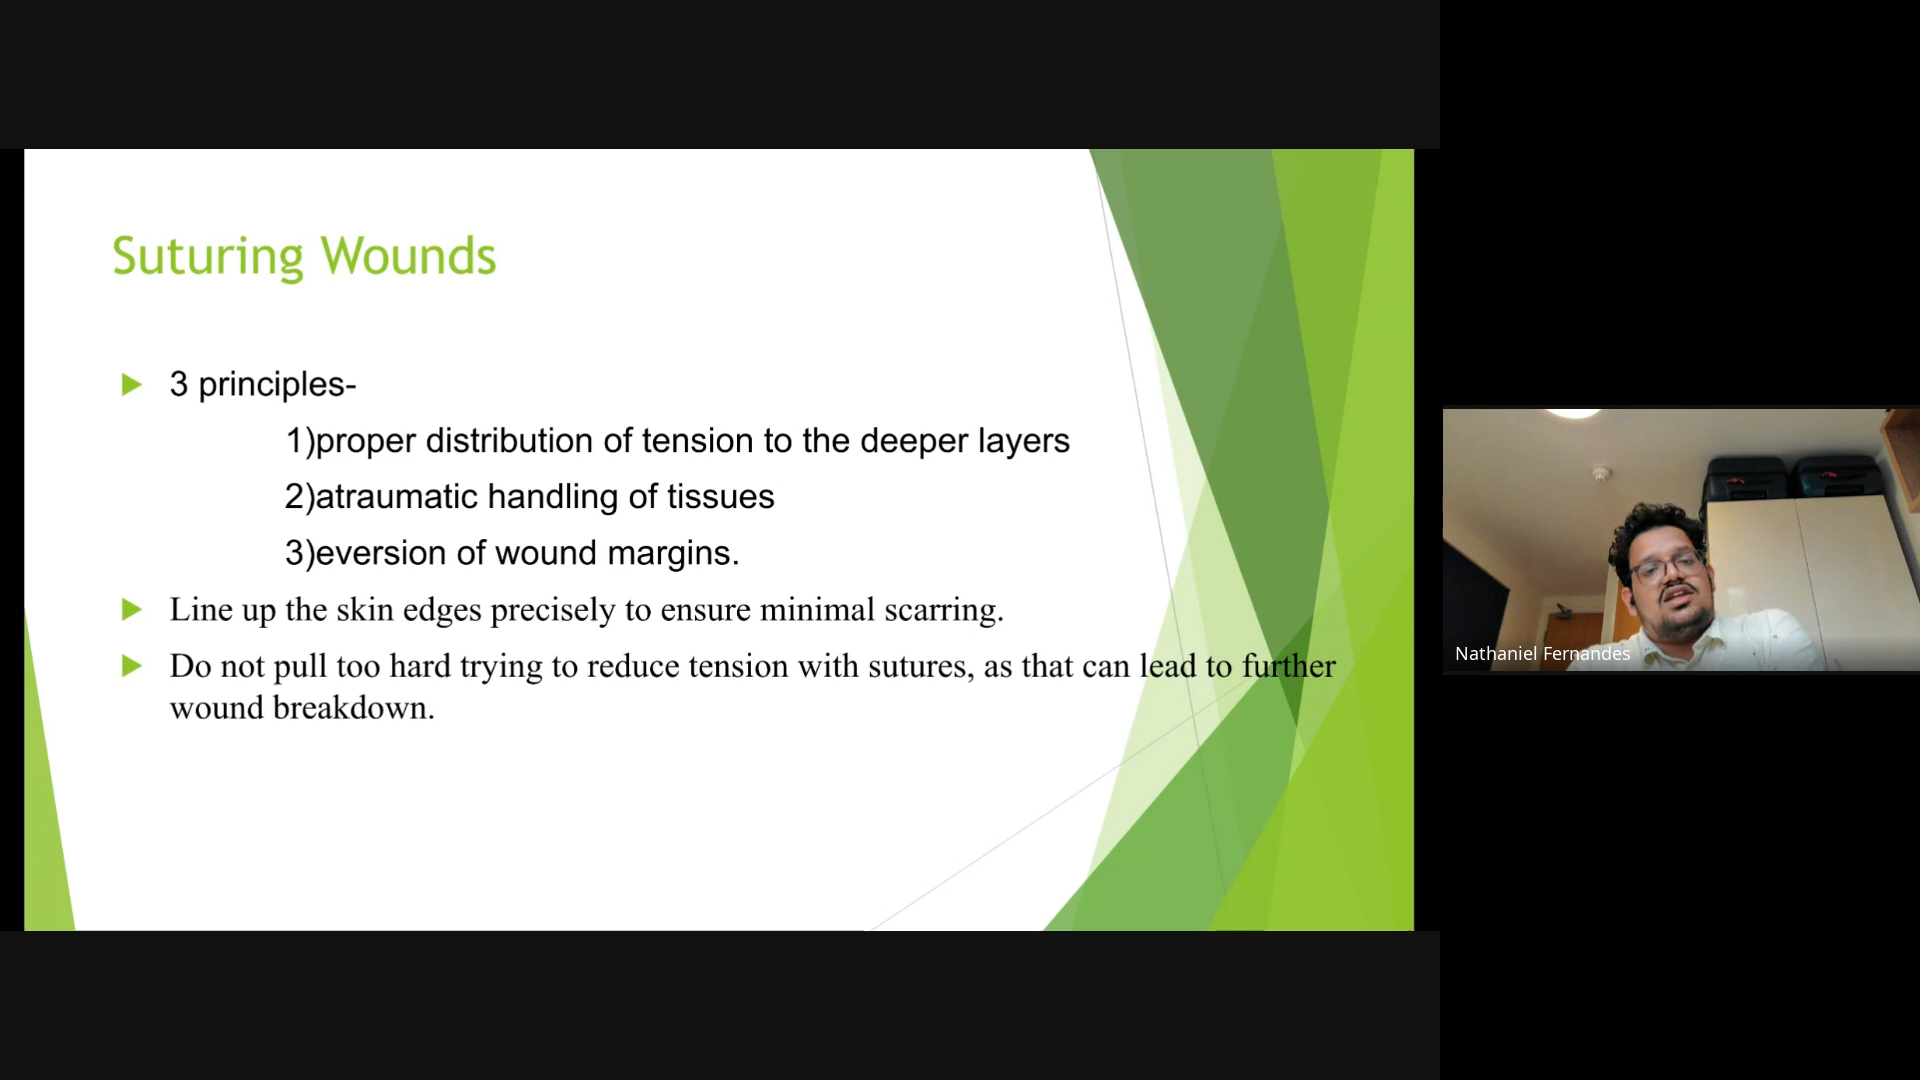 Suturing Wounds
3 principles-
1)proper distribution of tension to the deeper layers
2)atraumatic handling of tissues
3)eversion of wound margins.
Line up the skin edges precisely to ensure minimal scarring.
Do not pull too hard trying to reduce tension with sutures, as that can lead to further
wound breakdown.
Nathaniel Fernandes